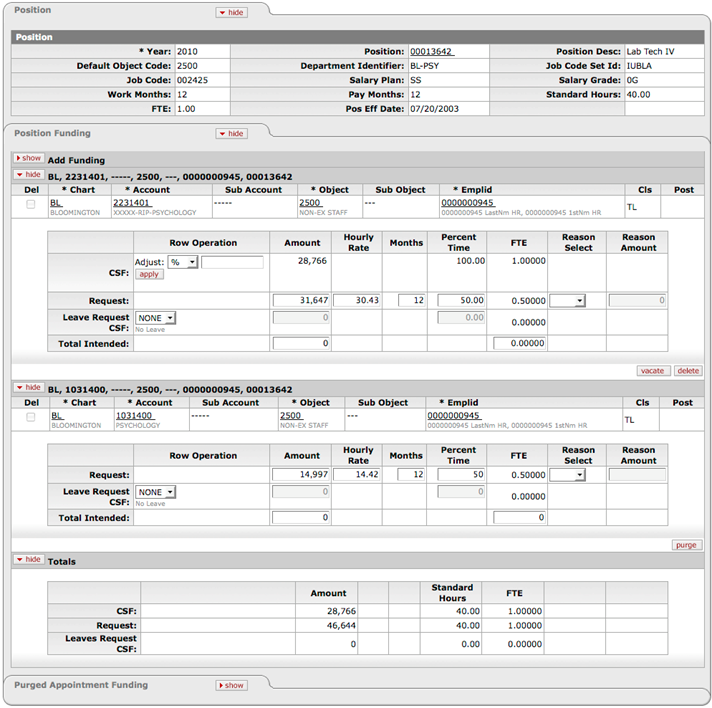 Position hide
Position
* Year: 2010 Position: 00013642 Position Desc: Lab Tech IV
Default Object Code: 2500 Department Identifier: BL-PSY Job Code Set Id: IUBLA
Job Code: 002425 Salary Plan: SS Salary Grade: 0G
Work Months: 12 Pay Months: 12 Standard Hours: 40.00
FTE: 1.00 Pos Eff Date: 07/20/2003
Position Funding hide
show Add Funding
hide BL, 2231401, -----, 2500, ---, 0000000945, 00013642
Del * Chart * Account Sub Account * Object Sub Object * Emplid Cls Post
BL 2231401 ----- 2500 --- 0000000945 TL
BLOOMINGTON XXXXX-RIP-PSYCHOLOGY NON-EX STAFF 0000000945 LastNm HR, 0000000945 1stNm HR
Row Operation Amount Hourly Rate Months Percent Time FTE Reason Select Reason Amount
CSF: Adjust: % 28,766 100.00 1.00000
apply
Request: 31,647 30.43 12 50.00 0.50000 0
Leave Request CSF: NONE 0 0.00 0.00000
No Leave
Total Intended: 0 0.00000
vacate delete
hide BL, 1031400, -----, 2500, ---, 0000000945, 00013642
Del * Chart * Account Sub Account * Object Sub Object * Emplid Cls Post
BL 1031400 ----- 2500 --- 0000000945 TL
BLOOMINGTON PSYCHOLOGY NON-EX STAFF 0000000945 LastNm HR, 0000000945 1stNm HR
Row Operation Amount Hourly Rate Months Percent Time FTE Reason Select Reason Amount
Request: 14,997 14.42 12 50 0.50000
Leave Request CSF: NONE 0 0 0.00000
No Leave
Total Intended: 0 0
purge
hide Totals
Amount Standard Hours FTE
CSF: 28,766 40.00 1.00000
Request: 46,644 40.00 1.00000
Leaves Request CSF: 0 0.00 0.00000
Purged Appointment Funding show